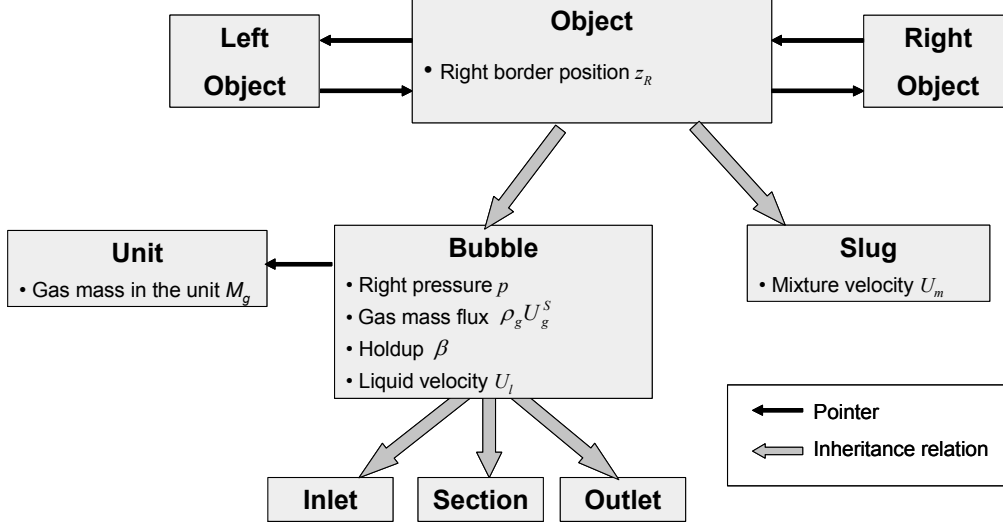 Left
Object
Object
• Right border position z_R
Right
Object
Unit
• Gas mass in the unit M_g
Bubble
• Right pressure p
• Gas mass flux ρ_g U_g^S
• Holdup β
• Liquid velocity U_l
Slug
• Mixture velocity U_m
Pointer
Inheritance relation
Inlet
Section
Outlet